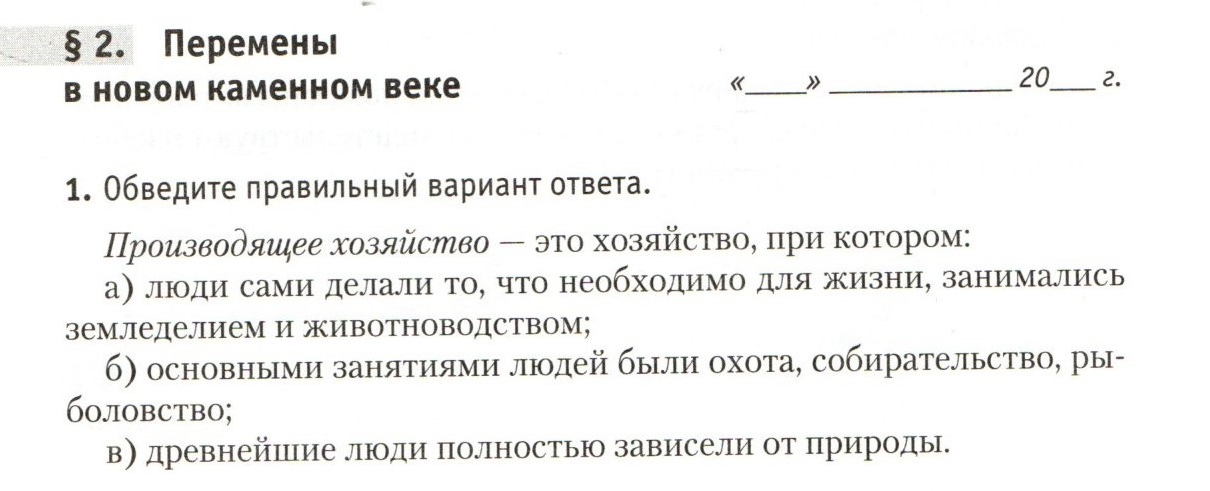 § 2. Перемены
в новом каменном веке «____» ____________ 20___ г.
1. Обведите правильный вариант ответа.
Производящее хозяйство — это хозяйство, при котором:
а) люди сами делали то, что необходимо для жизни, занимались
земледелием и животноводством;
б) основными занятиями людей были охота, собирательство, ры-
боловство;
в) древнейшие люди полностью зависели от природы.